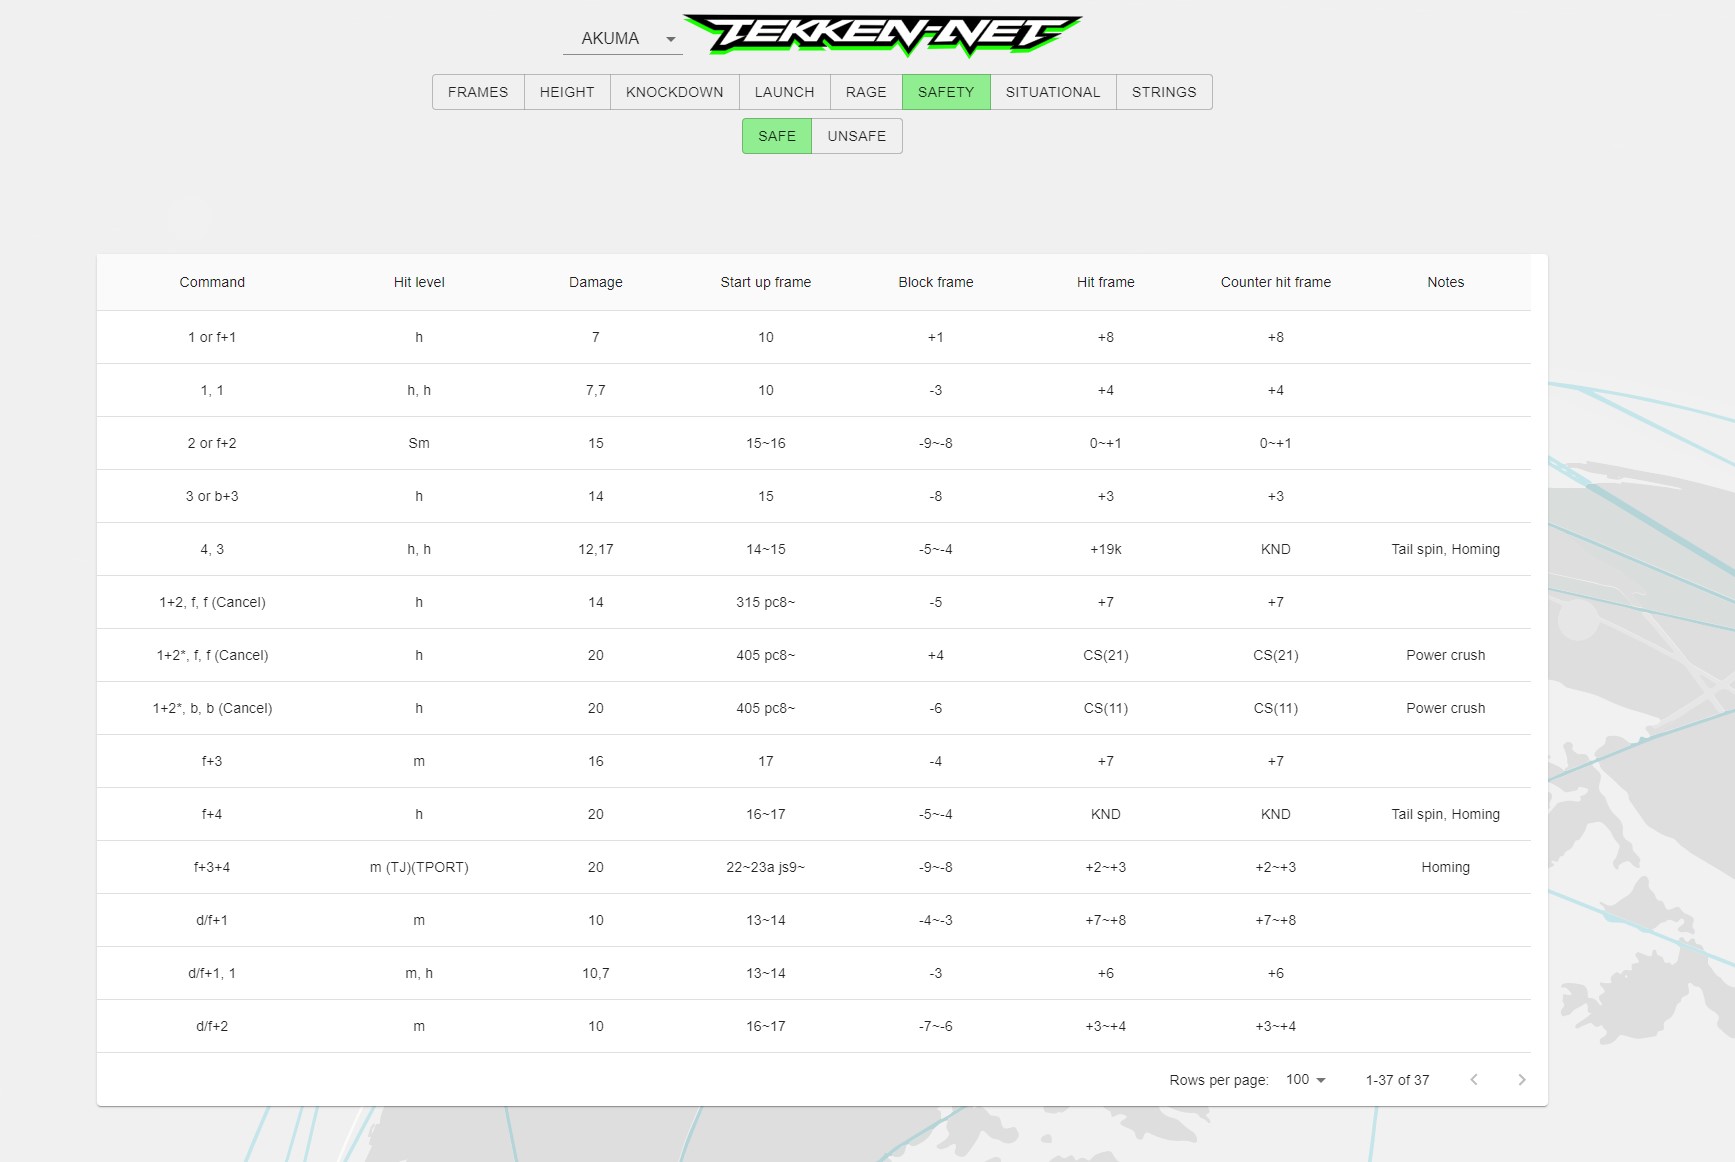 AKUMA TEKKEN-NET
FRAMES HEIGHT KNOCKDOWN LAUNCH RAGE SAFETY SITUATIONAL STRINGS
SAFE UNSAFE
Command Hit level Damage Start up frame Block frame Hit frame Counter hit frame Notes
1 or f+1 h 7 10 +1 +8 +8
1, 1 h, h 7,7 10 -3 +4 +4
2 or f+2 Sm 15 15~16 -9~-8 0~+1 0~+1
3 or b+3 h 14 15 -8 +3 +3
4, 3 h, h 12,17 14~15 -5~-4 +19k KND Tail spin, Homing
1+2, f, f (Cancel) h 14 315 pc8~ -5 +7 +7
1+2*, f, f (Cancel) h 20 405 pc8~ +4 CS(21) CS(21) Power crush
1+2*, b, b (Cancel) h 20 405 pc8~ -6 CS(11) CS(11) Power crush
f+3 m 16 17 -4 +7 +7
f+4 h 20 16~17 -5~-4 KND KND Tail spin, Homing
f+3+4 m (TJ)(TPORT) 20 22~23a js9~ -9~-8 +2~+3 +2~+3 Homing
d/f+1 m 10 13~14 -4~-3 +7~+8 +7~+8
d/f+1, 1 m, h 10,7 13~14 -3 +6 +6
d/f+2 m 10 16~17 -7~-6 +3~+4 +3~+4
Rows per page: 100 1-37 of 37